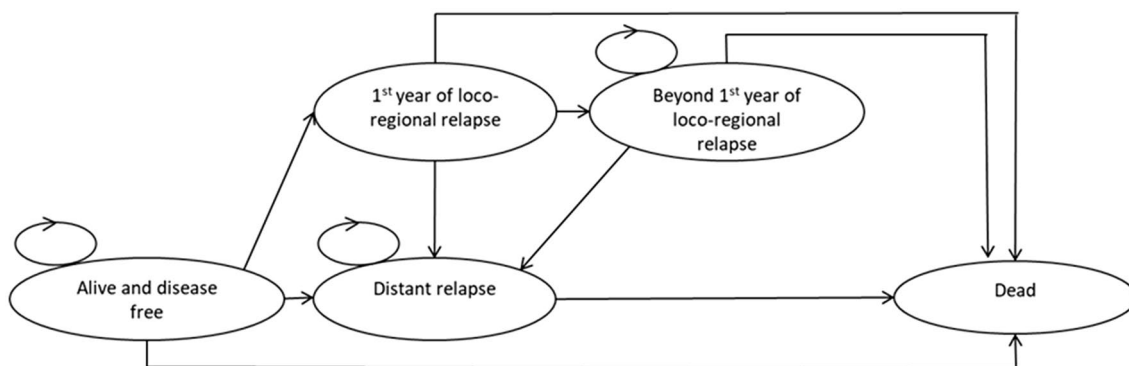 1st year of loco-
regional relapse
Beyond 1st year of
loco-regional
relapse
Alive and disease
free
Distant relapse
Dead